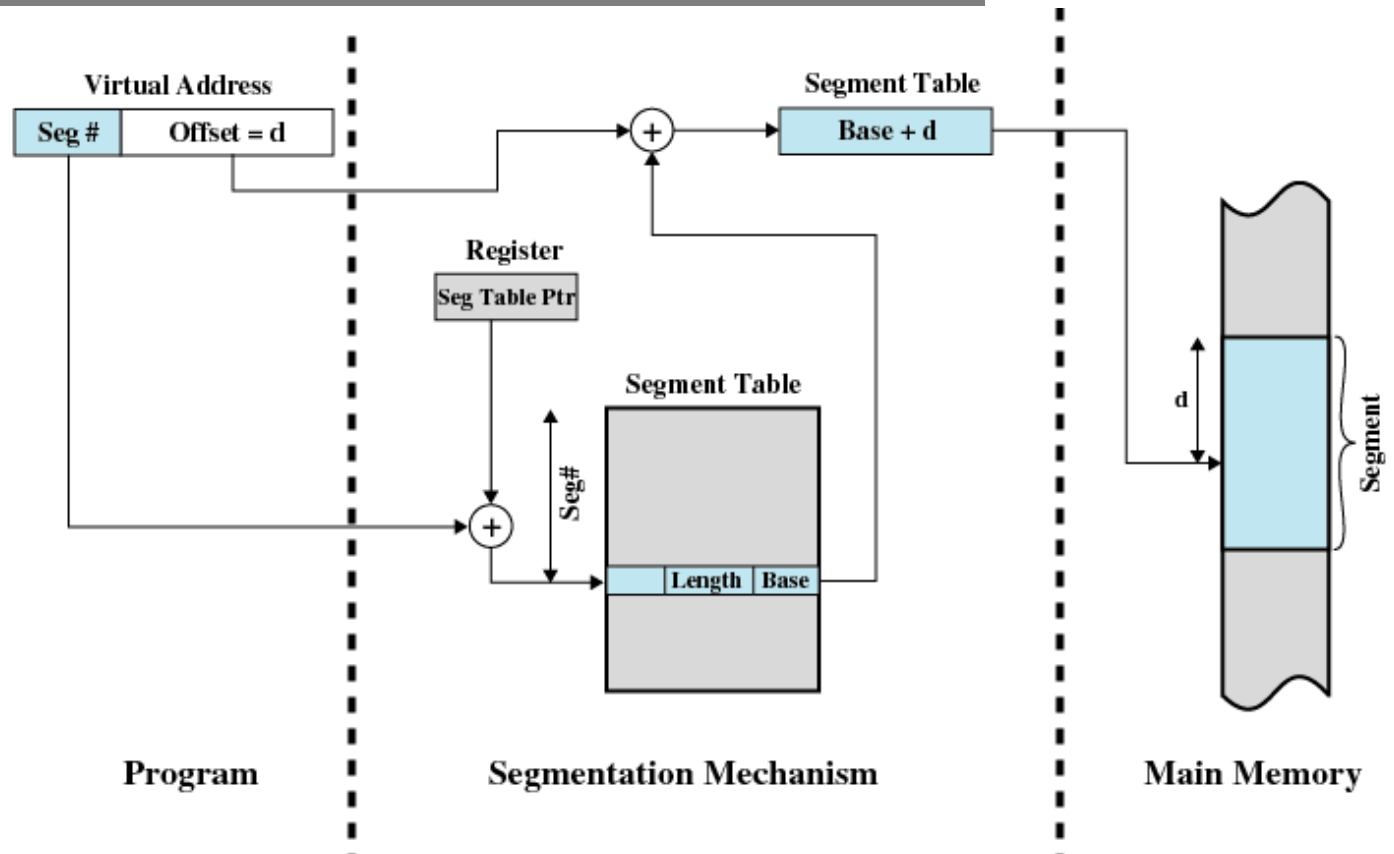 Virtual Address
Seg #
Offset = d
Segment Table
Base + d
+
Register
Seg Table Ptr
Segment Table
Seg#
+
Length
Base
d
Segment
Program
Segmentation Mechanism
Main Memory